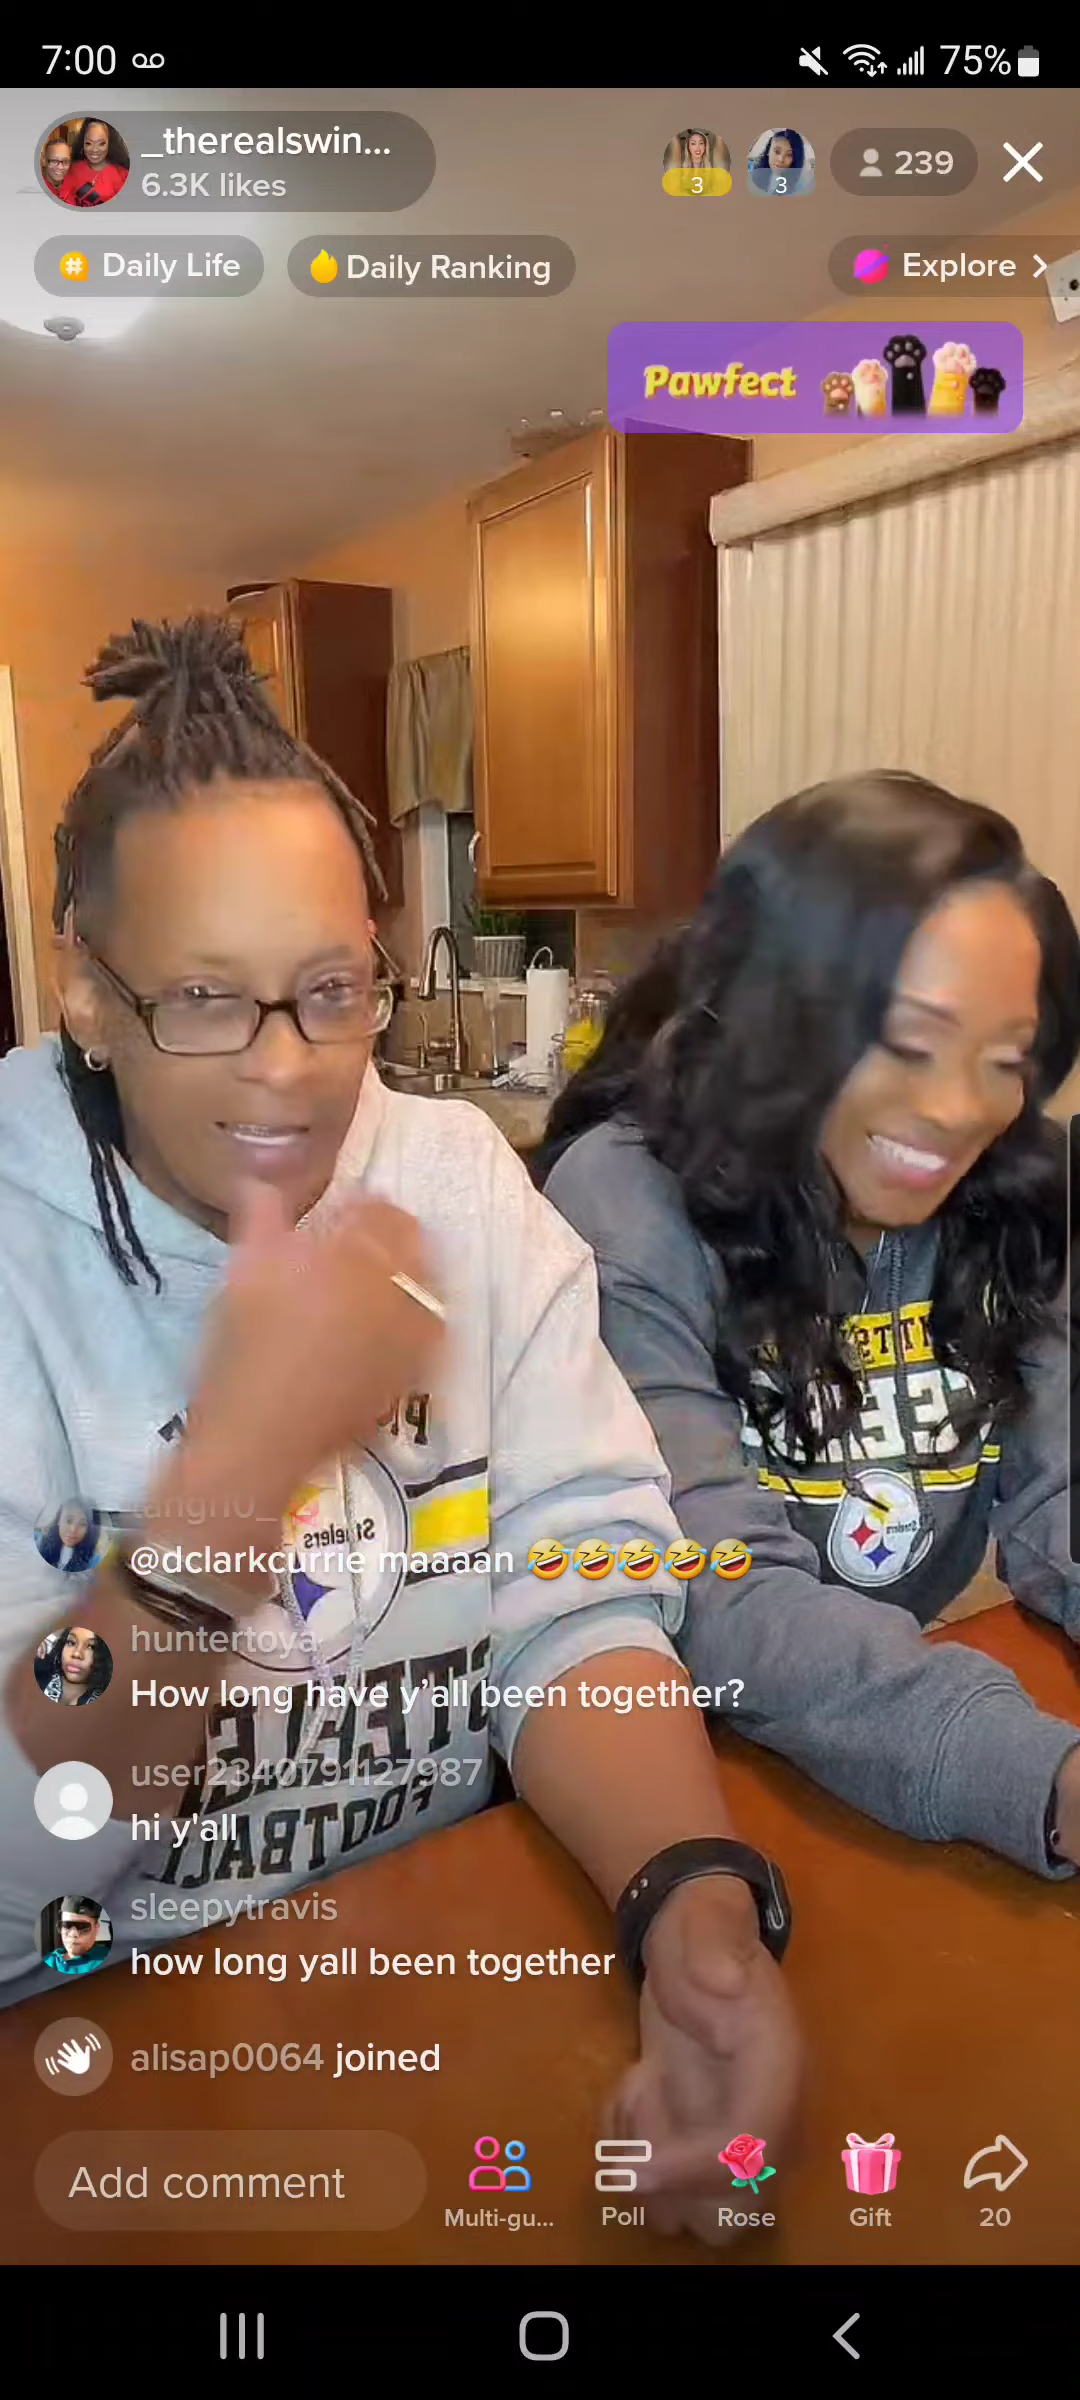 7:00
75%
_therealswin...
6.3K likes
3
3
239
Daily Life
Daily Ranking
Explore
Pawfect
@dclarkcurrie maaaan 🤣🤣🤣🤣🤣
Steelers
huntertoya
How long have y'all been together?
user2340791127987
hi y'all
FOOTBALL
sleepytravis
how long yall been together
alisap0064 joined
Add comment
Multi-gu...
Poll
Rose
Gift
20